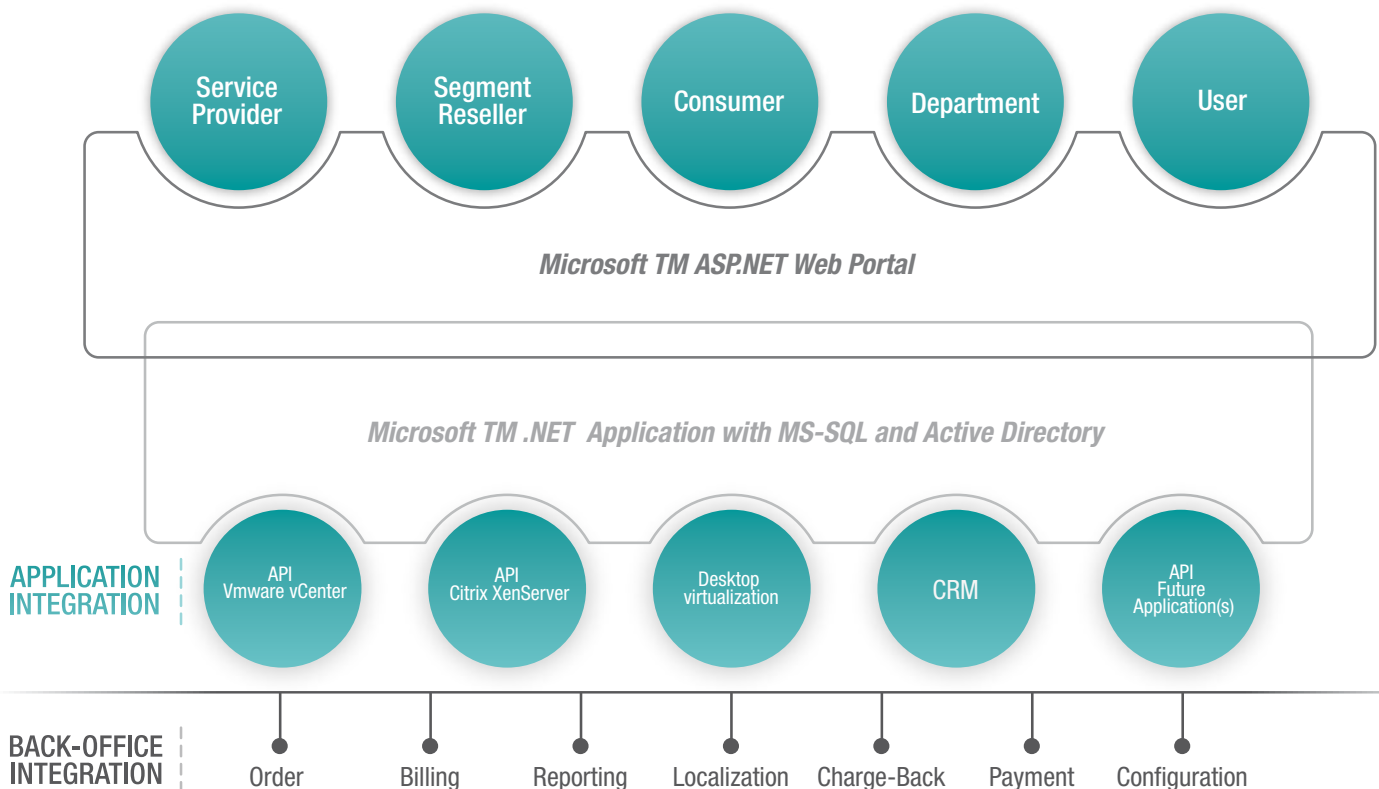 Service
Provider
Segment
Reseller
Consumer
Department
User
Microsoft TM ASP.NET Web Portal
Microsoft TM .NET Application with MS-SQL and Active Directory
APPLICATION
INTEGRATION
API
Vmware vCenter
API
Citrix XenServer
Desktop
virtualization
CRM
API
Future
Application(s)
BACK-OFFICE
INTEGRATION
Order
Billing
Reporting
Localization
Charge-Back
Payment
Configuration